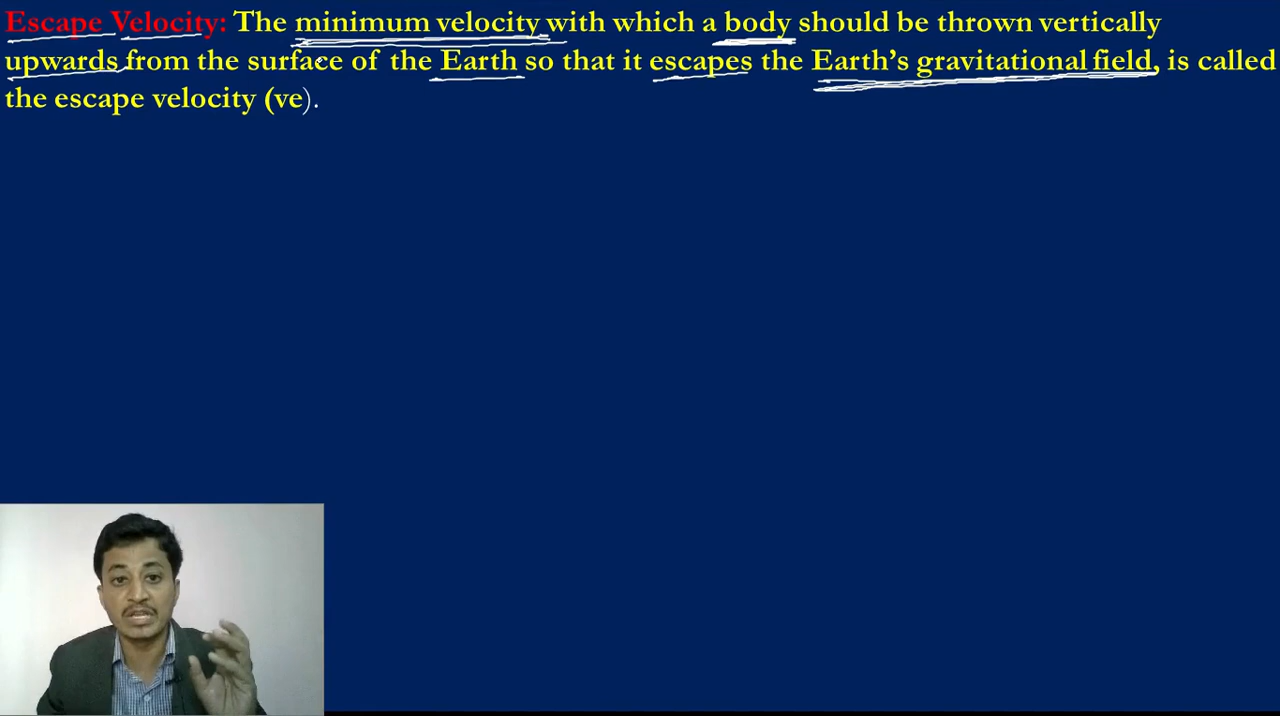 Escape Velocity: The minimum velocity with which a body should be thrown vertically
upwards from the surface of the Earth so that it escapes the Earth's gravitational field, is called
the escape velocity (ve).